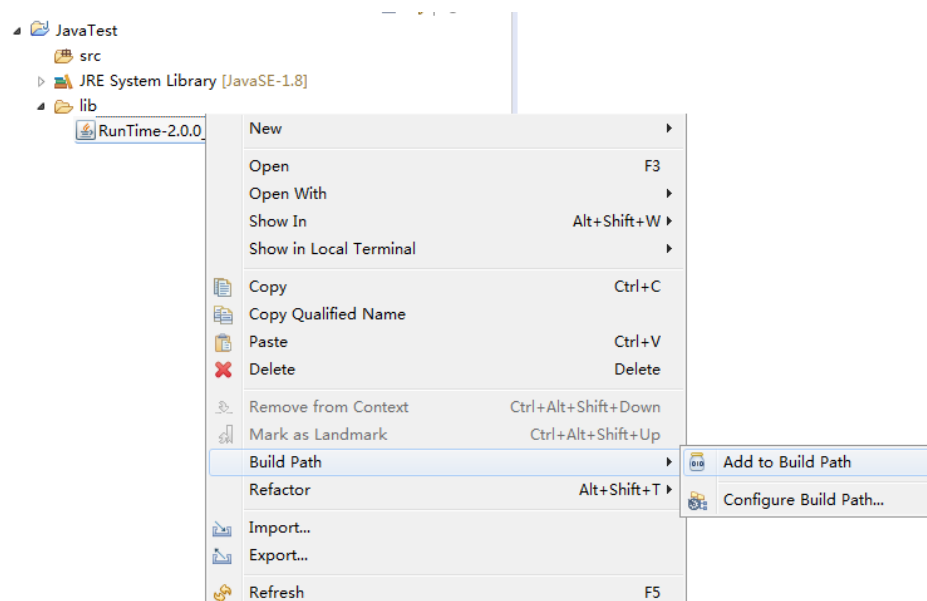 JavaTest
src
JRE System Library [JavaSE-1.8]
lib
RunTime-2.0.0_
New
Open F3
Open With
Show In Alt+Shift+W
Show in Local Terminal
Copy Ctrl+C
Copy Qualified Name
Paste Ctrl+V
Delete Delete
Remove from Context Ctrl+Alt+Shift+Down
Mark as Landmark Ctrl+Alt+Shift+Up
Build Path
Add to Build Path
Refactor Alt+Shift+T
Configure Build Path...
Import...
Export...
Refresh F5